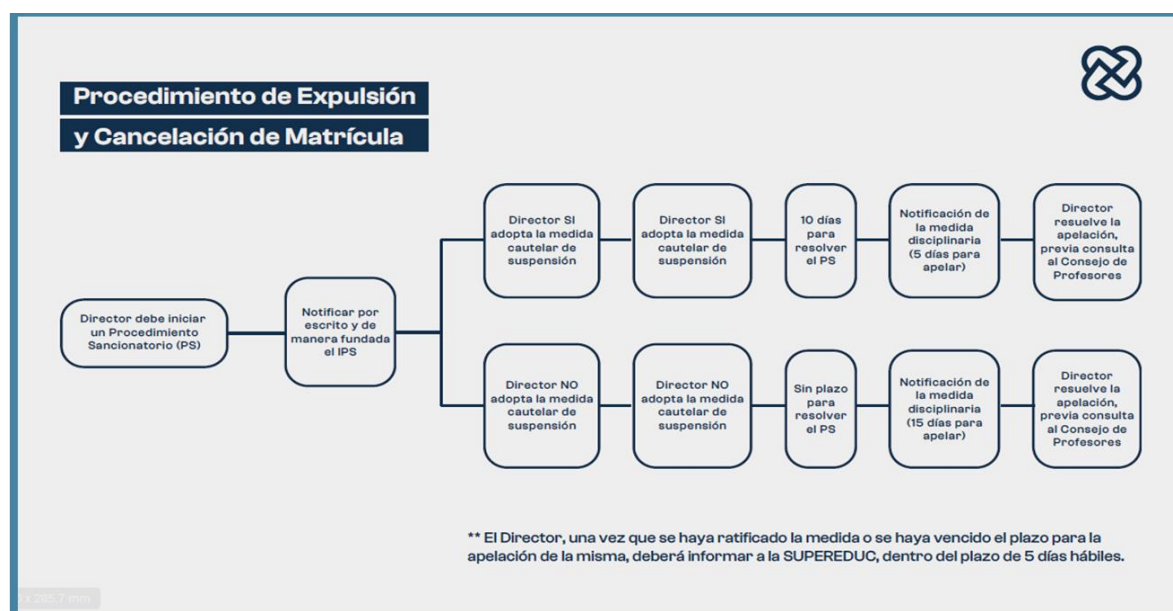 Procedimiento de Expulsión
y Cancelación de Matrícula
Director debe iniciar
un Procedimiento
Sancionatorio (PS)
Notificar por
escrito y de
manera fundada
el IPS
Director SI
adopta la medida
cautelar de
suspensión
Director SI
adopta la medida
cautelar de
suspensión
10 días
para
resolver
el PS
Notificación de
la medida
disciplinaria
(5 días para
apelar)
Director
resuelve la
apelación,
previa consulta
al Consejo de
Profesores
Director NO
adopta la medida
cautelar de
suspensión
Director NO
adopta la medida
cautelar de
suspensión
Sin plazo
para
resolver
el PS
Notificación de
la medida
disciplinaria
(15 días para
apelar)
Director
resuelve la
apelación,
previa consulta
al Consejo de
Profesores
** El Director, una vez que se haya ratificado la medida o se haya vencido el plazo para la
apelación de la misma, deberá informar a la SUPEREDUC, dentro del plazo de 5 días hábiles.
x 285.7 mm